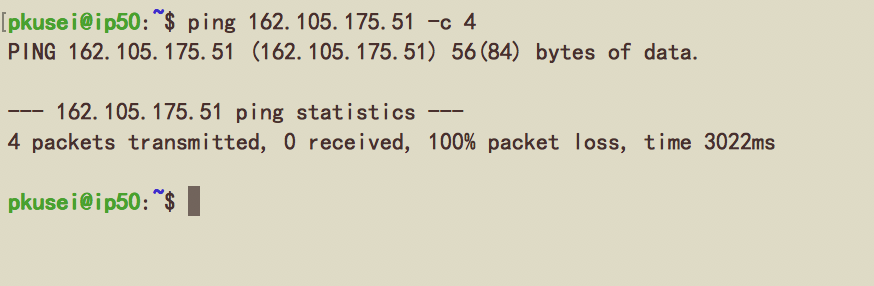 [pkusei@ip50:~$ ping 162.105.175.51 -c 4
PING 162.105.175.51 (162.105.175.51) 56(84) bytes of data.
--- 162.105.175.51 ping statistics ---
4 packets transmitted, 0 received, 100% packet loss, time 3022ms
pkusei@ip50:~$